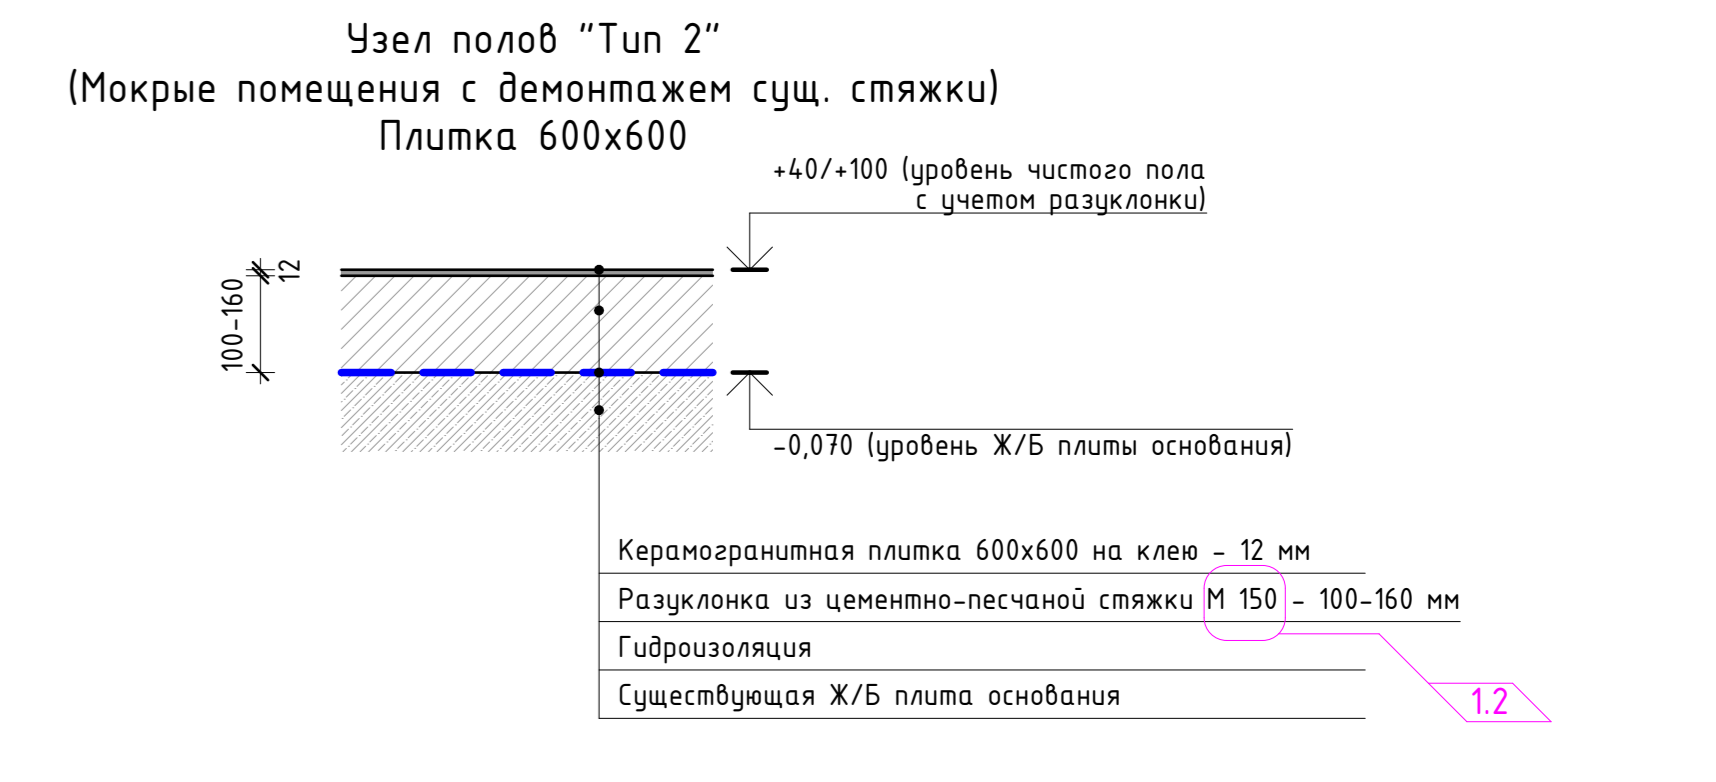 Узел полов "Тип 2"
(Мокрые помещения с демонтажем сущ. стяжки)
Плитка 600х600
+40/+100 (уровень чистого пола
с учетом разуклонки)
12
100-160
-0,070 (уровень Ж/Б плиты основания)
Керамогранитная плитка 600х600 на клею - 12 мм
Разуклонка из цементно-песчаной стяжки М 150 - 100-160 мм
Гидроизоляция
Существующая Ж/Б плита основания
1.2